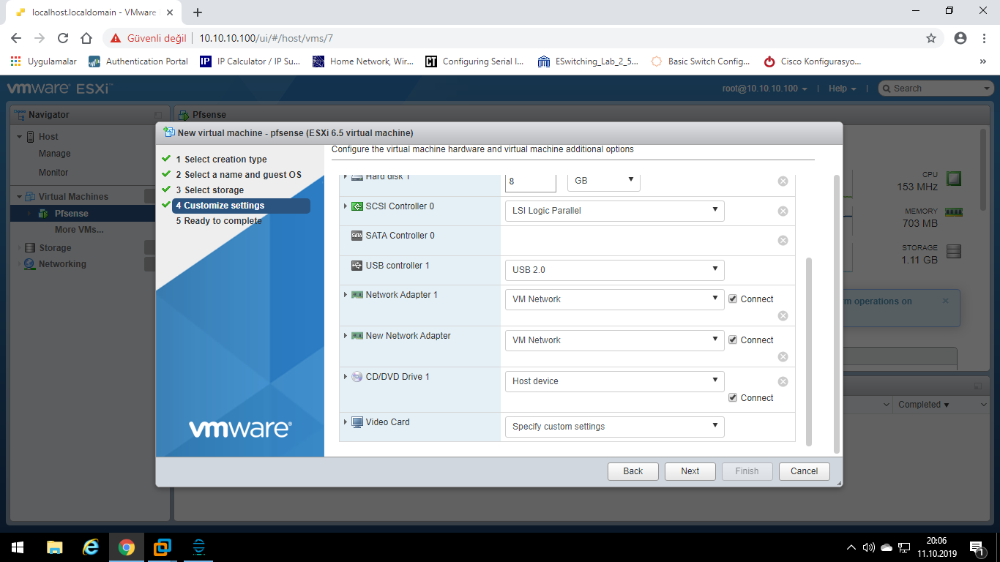 localhost.localdomain - VMware
Güvenli değil 10.10.10.100/ui/#/host/vms/7
Uygulamalar Authentication Portal IP IP Calculator / IP Su... Home Network, Wir... CT Configuring Serial I... ESwitching_Lab_2_5... Basic Switch Config... Cisco Konfigurasyo... »
vmware ESXi™ root@10.10.10.100 Help Search
Navigator Pfsense
Host
Manage
Monitor
Virtual Machines
Pfsense
More VMs...
Storage
Networking
New virtual machine - pfsense (ESXi 6.5 virtual machine)
1 Select creation type
2 Select a name and guest OS
3 Select storage
4 Customize settings
5 Ready to complete
vmware®
Configure the virtual machine hardware and virtual machine additional options
Hard disk 1 8 GB
SCSI Controller 0 LSI Logic Parallel
SATA SATA Controller 0
USB controller 1 USB 2.0
Network Adapter 1 VM Network Connect
New Network Adapter VM Network Connect
CD/DVD Drive 1 Host device
Connect
Video Card Specify custom settings
Back Next Finish Cancel
CPU
153 MHz
MEMORY
703 MB
STORAGE
1.11 GB
operations on
Completed ▼
20:06
11.10.2019
1